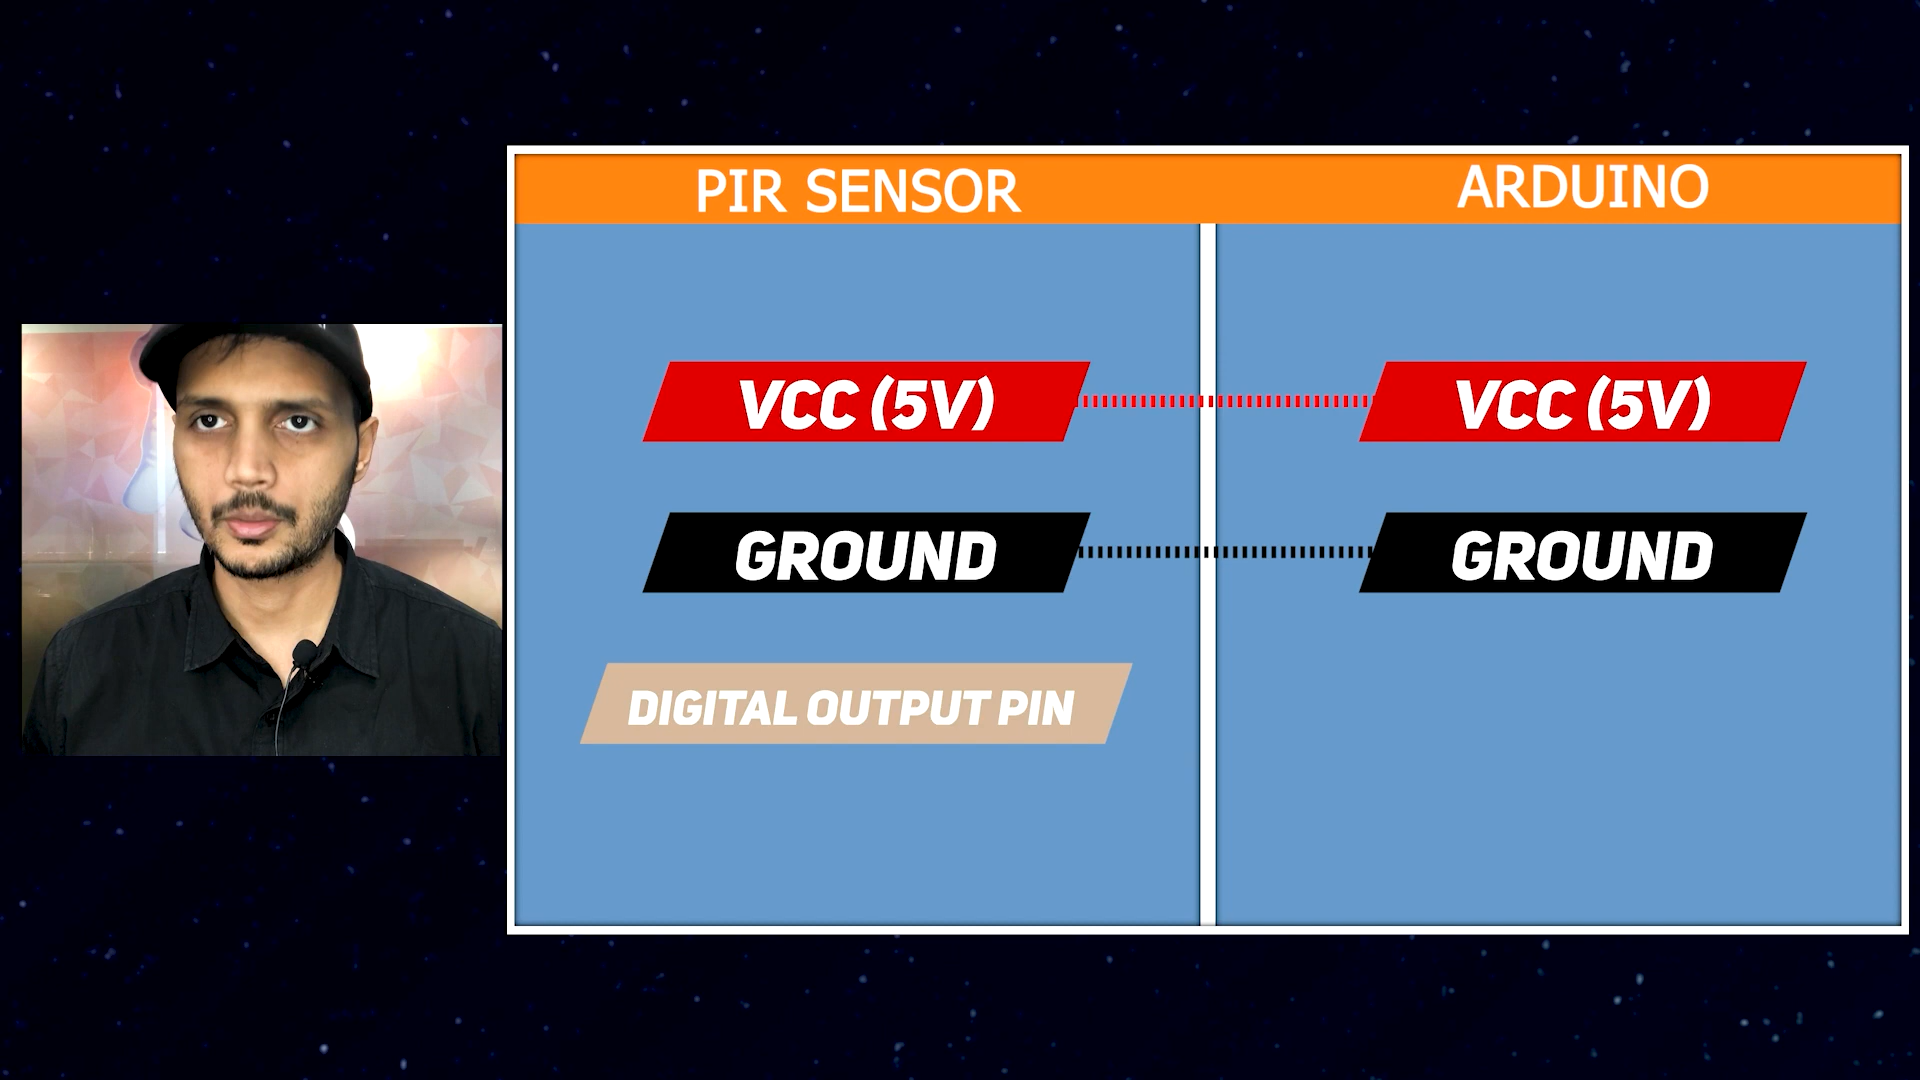 PIR SENSOR
ARDUINO
VCC (5V)
VCC (5V)
GROUND
GROUND
DIGITAL OUTPUT PIN